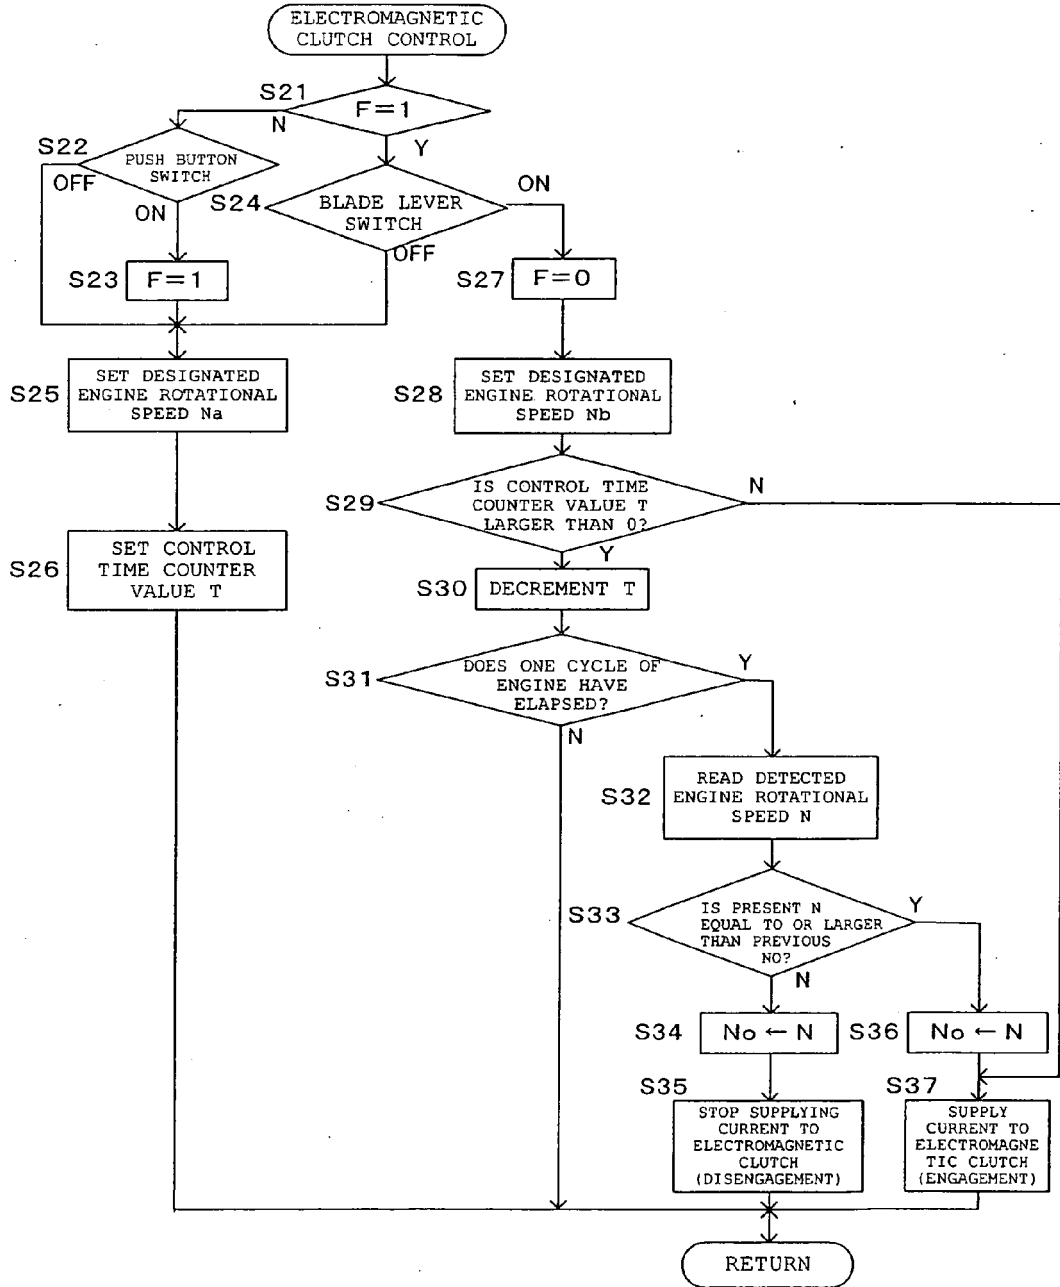 ELECTROMAGNETIC
CLUTCH CONTROL
S21
F=1
N
Y
S22
PUSH BUTTON
SWITCH
OFF
ON
S24
BLADE LEVER
SWITCH
ON
OFF
S23
F=1
S27
F=0
S25
SET DESIGNATED
ENGINE ROTATIONAL
SPEED Na
S28
SET DESIGNATED
ENGINE ROTATIONAL
SPEED Nb
S29
IS CONTROL TIME
COUNTER VALUE T
LARGER THAN 0?
N
Y
S26
SET CONTROL
TIME COUNTER
VALUE T
S30
DECREMENT T
S31
DOES ONE CYCLE OF
ENGINE HAVE
ELAPSED?
Y
N
S32
READ DETECTED
ENGINE ROTATIONAL
SPEED N
S33
IS PRESENT N
EQUAL TO OR LARGER
THAN PREVIOUS
NO?
Y
N
S34
No ← N
S36
No ← N
S35
STOP SUPPLYING
CURRENT TO
ELECTROMAGNETIC
CLUTCH
(DISENGAGEMENT)
S37
SUPPLY
CURRENT TO
ELECTROMAGNE
TIC CLUTCH
(ENGAGEMENT)
RETURN